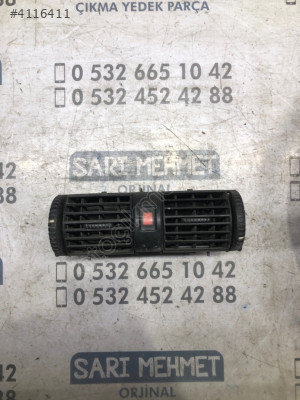 #4116411
ÇIKMA YEDEK PARÇA
0 532 665 10 42
0 532 452 42 88
SARI MEHMET
ORJİNAL
0 532 665 10 42
0 532 452 42 88
SARI MEHMET
ORJİNAL